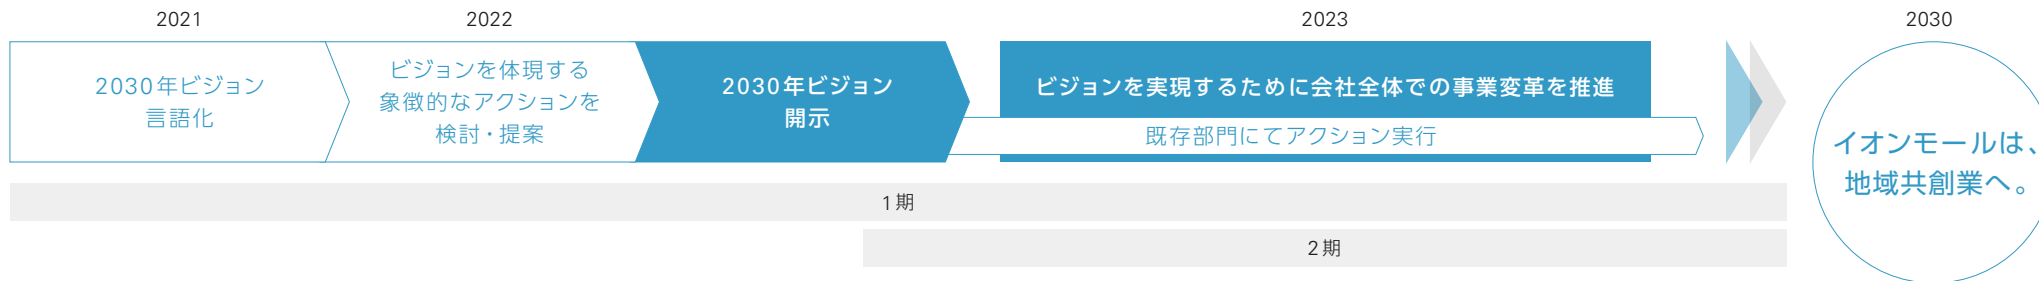 2021
2022
2023
2030
2030年ビジョン
言語化
ビジョンを体現する
象徴的なアクションを
検討・提案
2030年ビジョン
開示
ビジョンを実現するために会社全体での事業変革を推進
既存部門にてアクション実行
イオンモールは、
地域共創業へ。
1期
2期